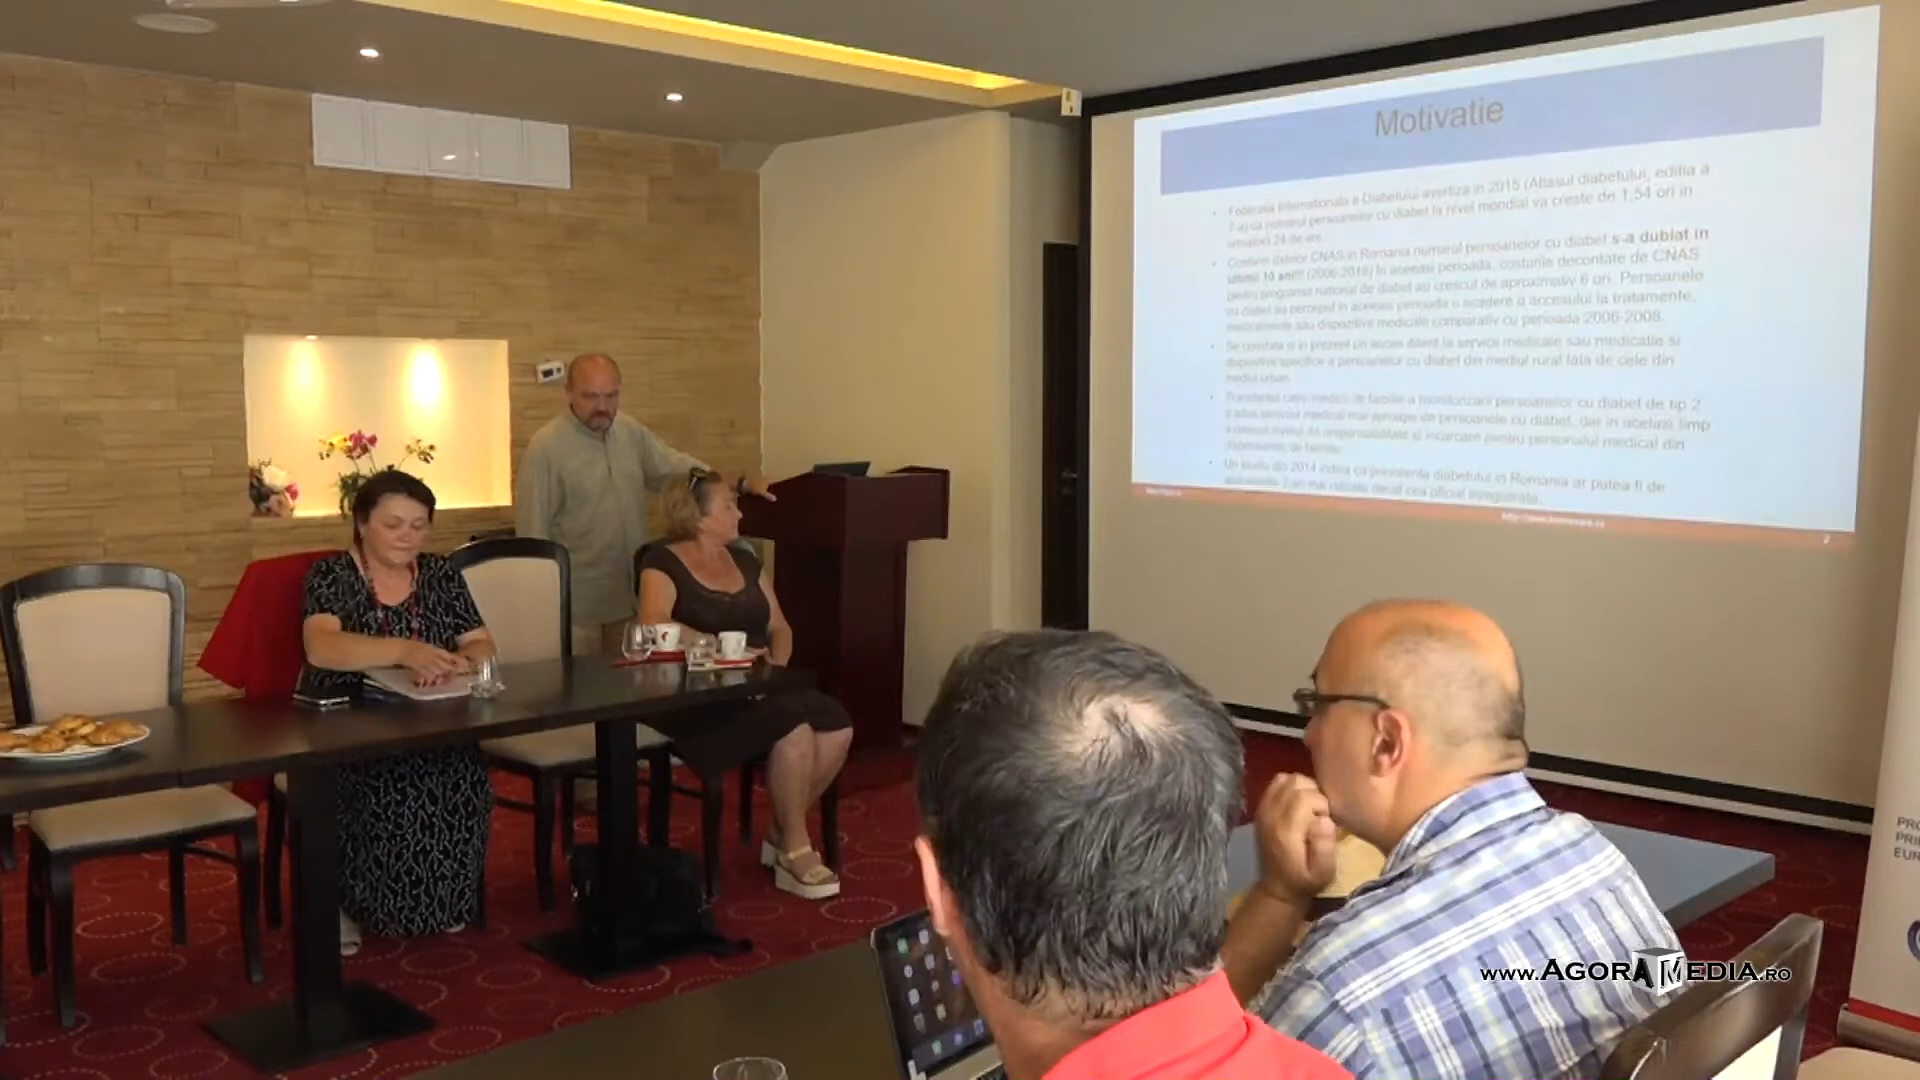 Motivatie
Federatia Internationala a Diabetului avertiza in 2015 (Atlasul diabetului, editia a
7-a) ca numarul persoanelor cu diabet la nivel mondial va creste de 1,54 ori in
urmatorii 24 de ani.
Conform datelor CNAS in Romania numarul persoanelor cu diabet s-a dublat in
ultimii 10 ani!!! (2006-2016) In aceeasi perioada, costurile decontate de CNAS
pentru programul national de diabet au crescut de aproximativ 6 ori. Persoanele
cu diabet au perceput in aceeasi perioada o scadere a accesului la tratamente,
medicamente sau dispozitive medicale comparativ cu perioada 2006-2008.
Se constata si in prezent un acces diferit la servicii medicale sau medicatie si
dispozitive specifice a persoanelor cu diabet din mediul rural fata de cele din
mediul urban.
Transferul catre medicii de familie a monitorizarii persoanelor cu diabet de tip 2
a adus serviciul medical mai aproape de persoanele cu diabet, dar in acelasi timp
a crescut nivelul de responsabilitate si incarcare pentru personalul medical din
de familie.
Un studiu din 2014 indica ca prevalenta diabetului in Romania ar putea fi de
2 ori mai ridicata decat cea oficial inregistrata.
2
PRO
PRI
EUR
www.AGORAMEDIA.RO